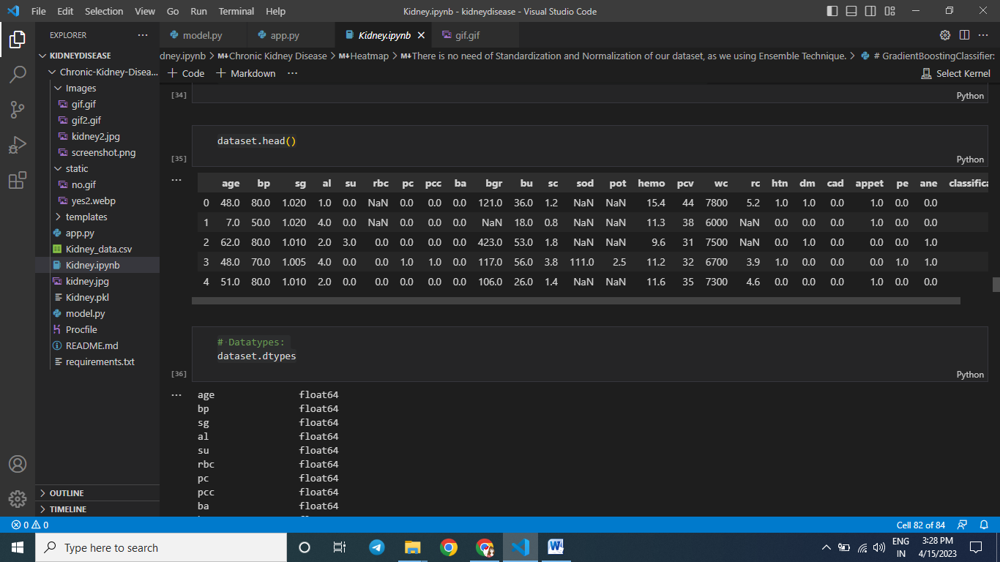 File Edit Selection View Go Run Terminal Help Kidney.ipynb - kidneydisease - Visual Studio Code
EXPLORER
KIDNEYDISEASE
Chronic-Kidney-Disea...
Images
gif.gif
gif2.gif
kidney2.jpg
screenshot.png
static
no.gif
yes2.webp
templates
app.py
Kidney_data.csv
Kidney.ipynb
kidney.jpg
Kidney.pkl
model.py
Procfile
README.md
requirements.txt
OUTLINE
TIMELINE
model.py app.py Kidney.ipynb gif.gif
dney.ipynb > Chronic Kidney Disease > Heatmap > There is no need of Standardization and Normalization of our dataset, as we using Ensemble Technique. > # GradientBoostingClassifier:
+ Code + Markdown ... Select Kernel
[34] Python
dataset.head()
[35] Python
age bp sg al su rbc pc pcc ba bgr bu sc sod pot hemo pcv wc rc htn dm cad appet pe ane classifica
0 48.0 80.0 1.020 1.0 0.0 NaN 0.0 0.0 0.0 121.0 36.0 1.2 NaN NaN 15.4 44 7800 5.2 1.0 1.0 0.0 1.0 0.0 0.0
1 7.0 50.0 1.020 4.0 0.0 NaN 0.0 0.0 0.0 NaN 18.0 0.8 NaN NaN 11.3 38 6000 NaN 0.0 0.0 0.0 1.0 0.0 0.0
2 62.0 80.0 1.010 2.0 3.0 0.0 0.0 0.0 0.0 423.0 53.0 1.8 NaN NaN 9.6 31 7500 NaN 0.0 1.0 0.0 0.0 0.0 1.0
3 48.0 70.0 1.005 4.0 0.0 0.0 1.0 1.0 0.0 117.0 56.0 3.8 111.0 2.5 11.2 32 6700 3.9 1.0 0.0 0.0 0.0 1.0 1.0
4 51.0 80.0 1.010 2.0 0.0 0.0 0.0 0.0 0.0 106.0 26.0 1.4 NaN NaN 11.6 35 7300 4.6 0.0 0.0 0.0 1.0 0.0 0.0
# Datatypes:
dataset.dtypes
[36] Python
age float64
bp float64
sg float64
al float64
su float64
rbc float64
pc float64
pcc float64
ba float64
0 0 Cell 82 of 84
Type here to search
ENG
IN
3:28 PM
4/15/2023